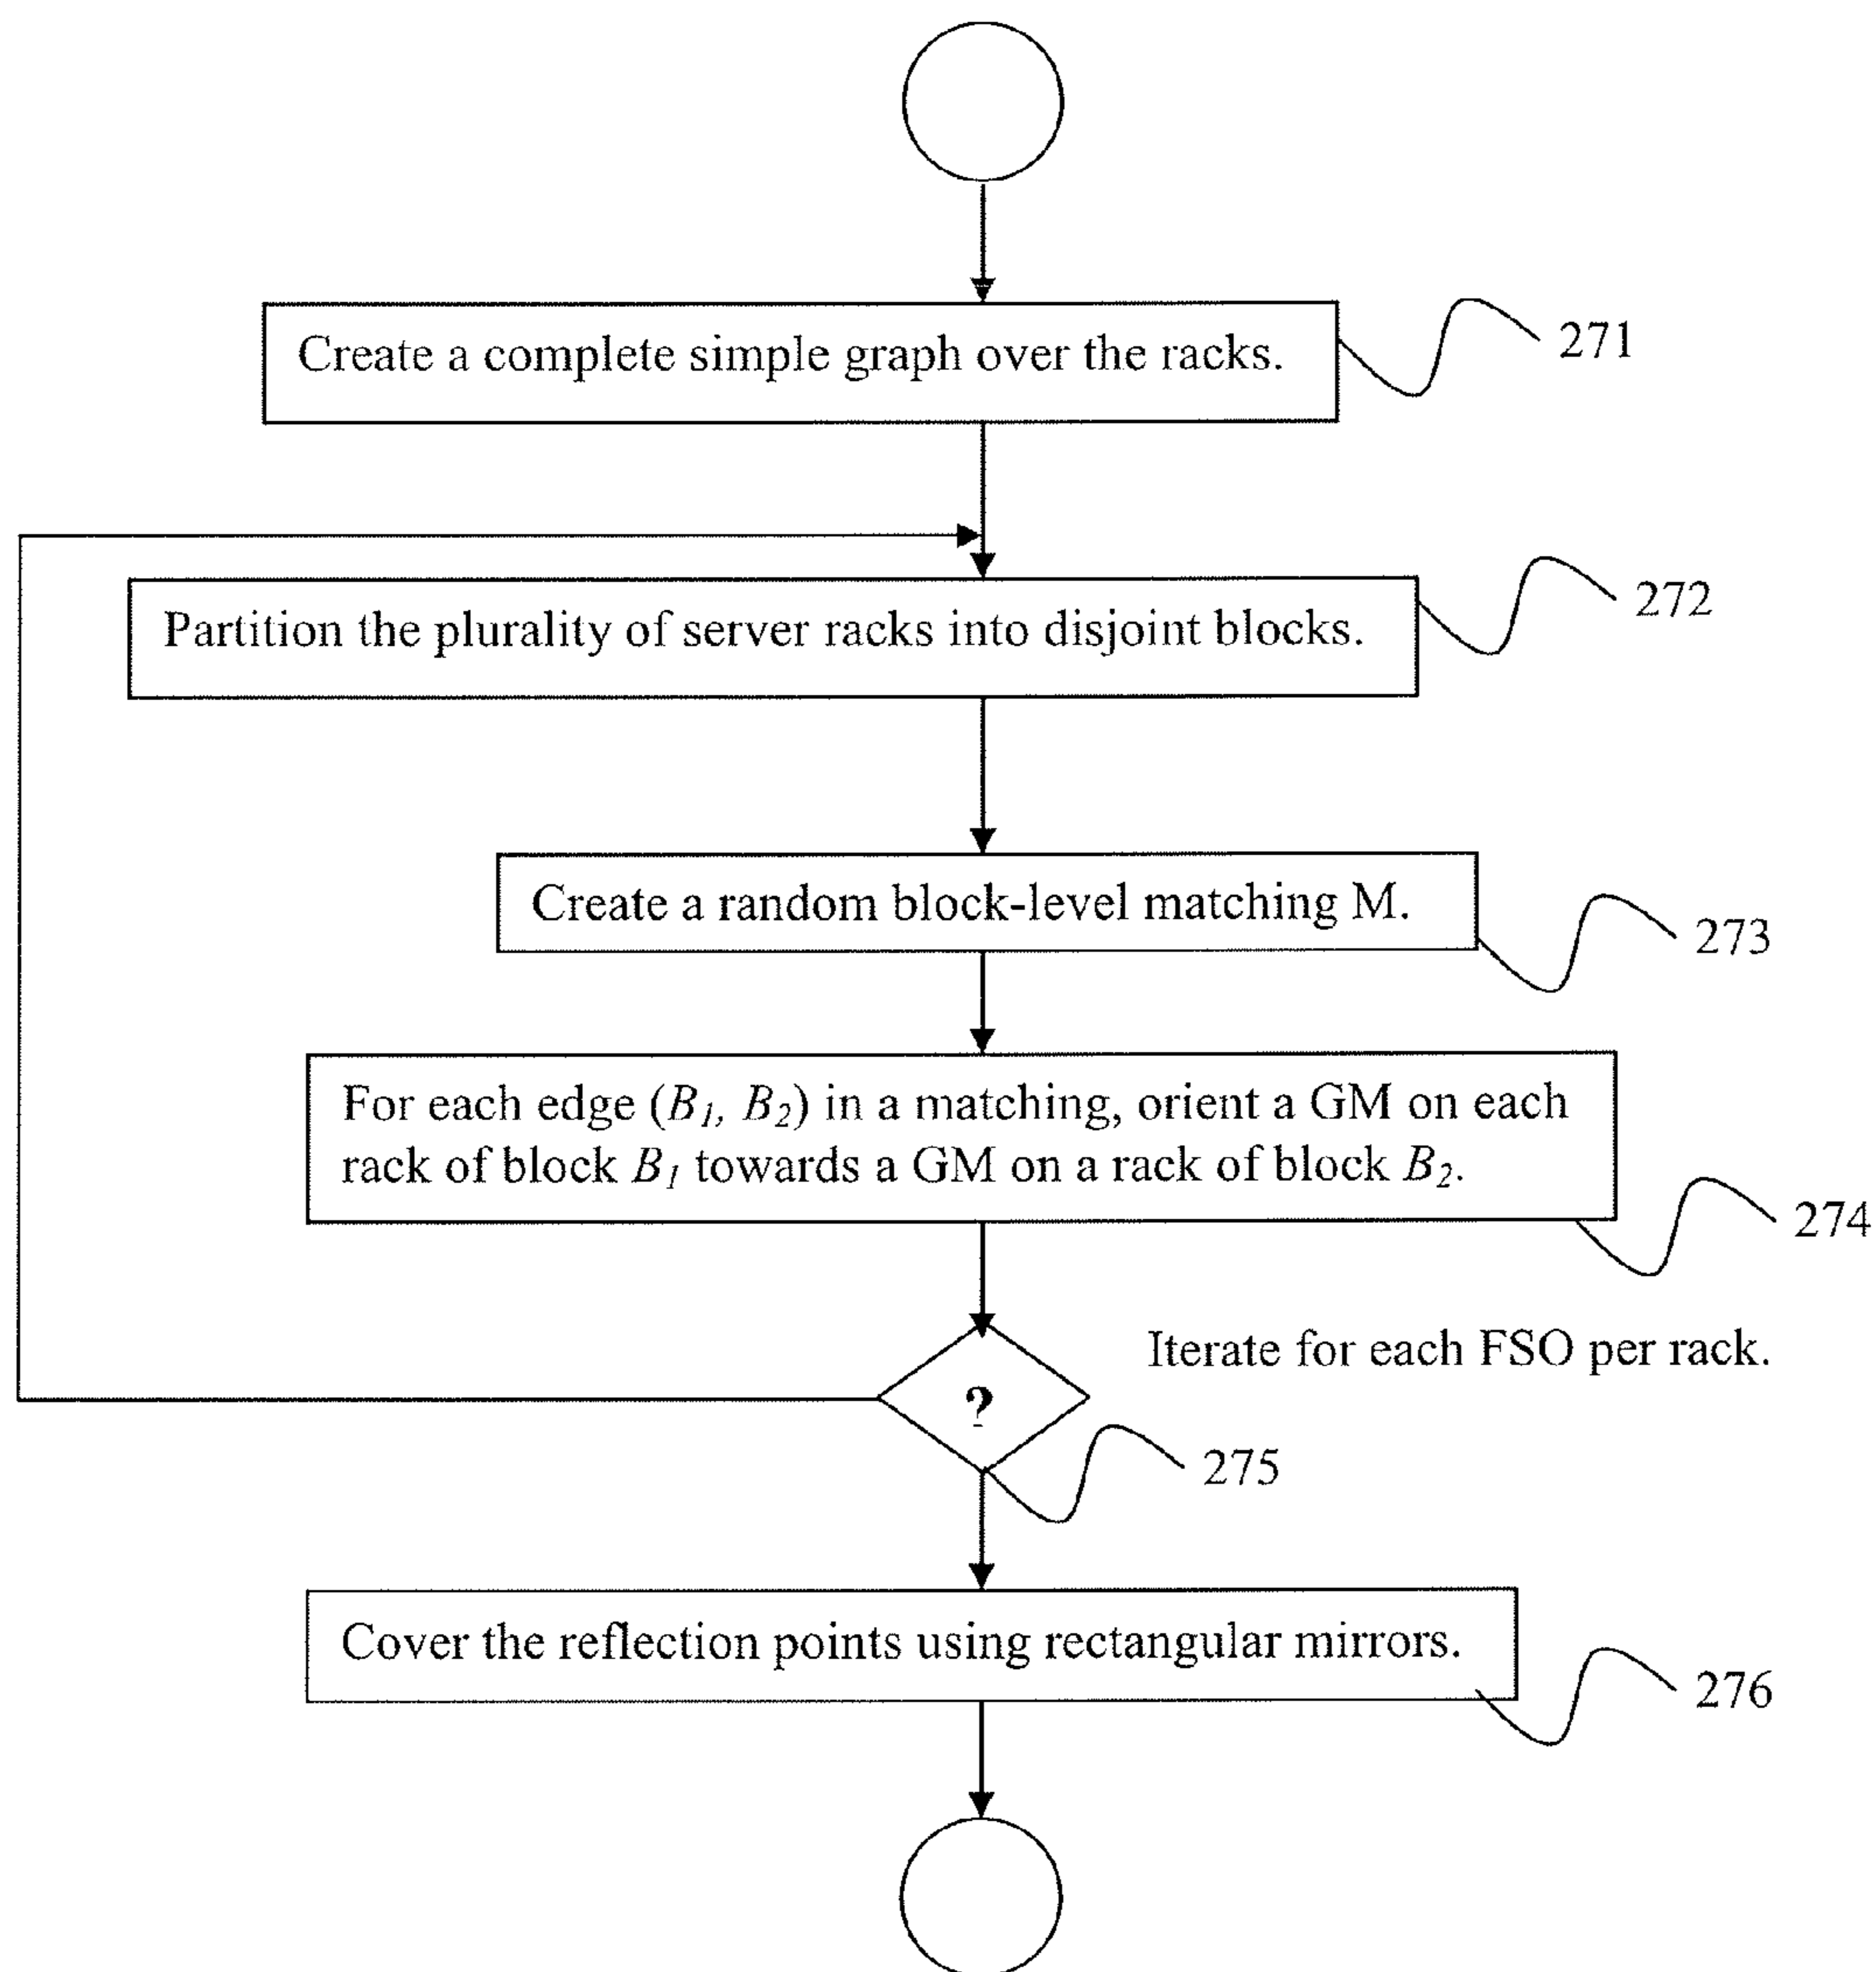 Create a complete simple graph over the racks.
271
Partition the plurality of server racks into disjoint blocks.
272
Create a random block-level matching M.
273
For each edge (B1, B2) in a matching, orient a GM on each
rack of block B1 towards a GM on a rack of block B2.
274
Iterate for each FSO per rack.
?
275
Cover the reflection points using rectangular mirrors.
276